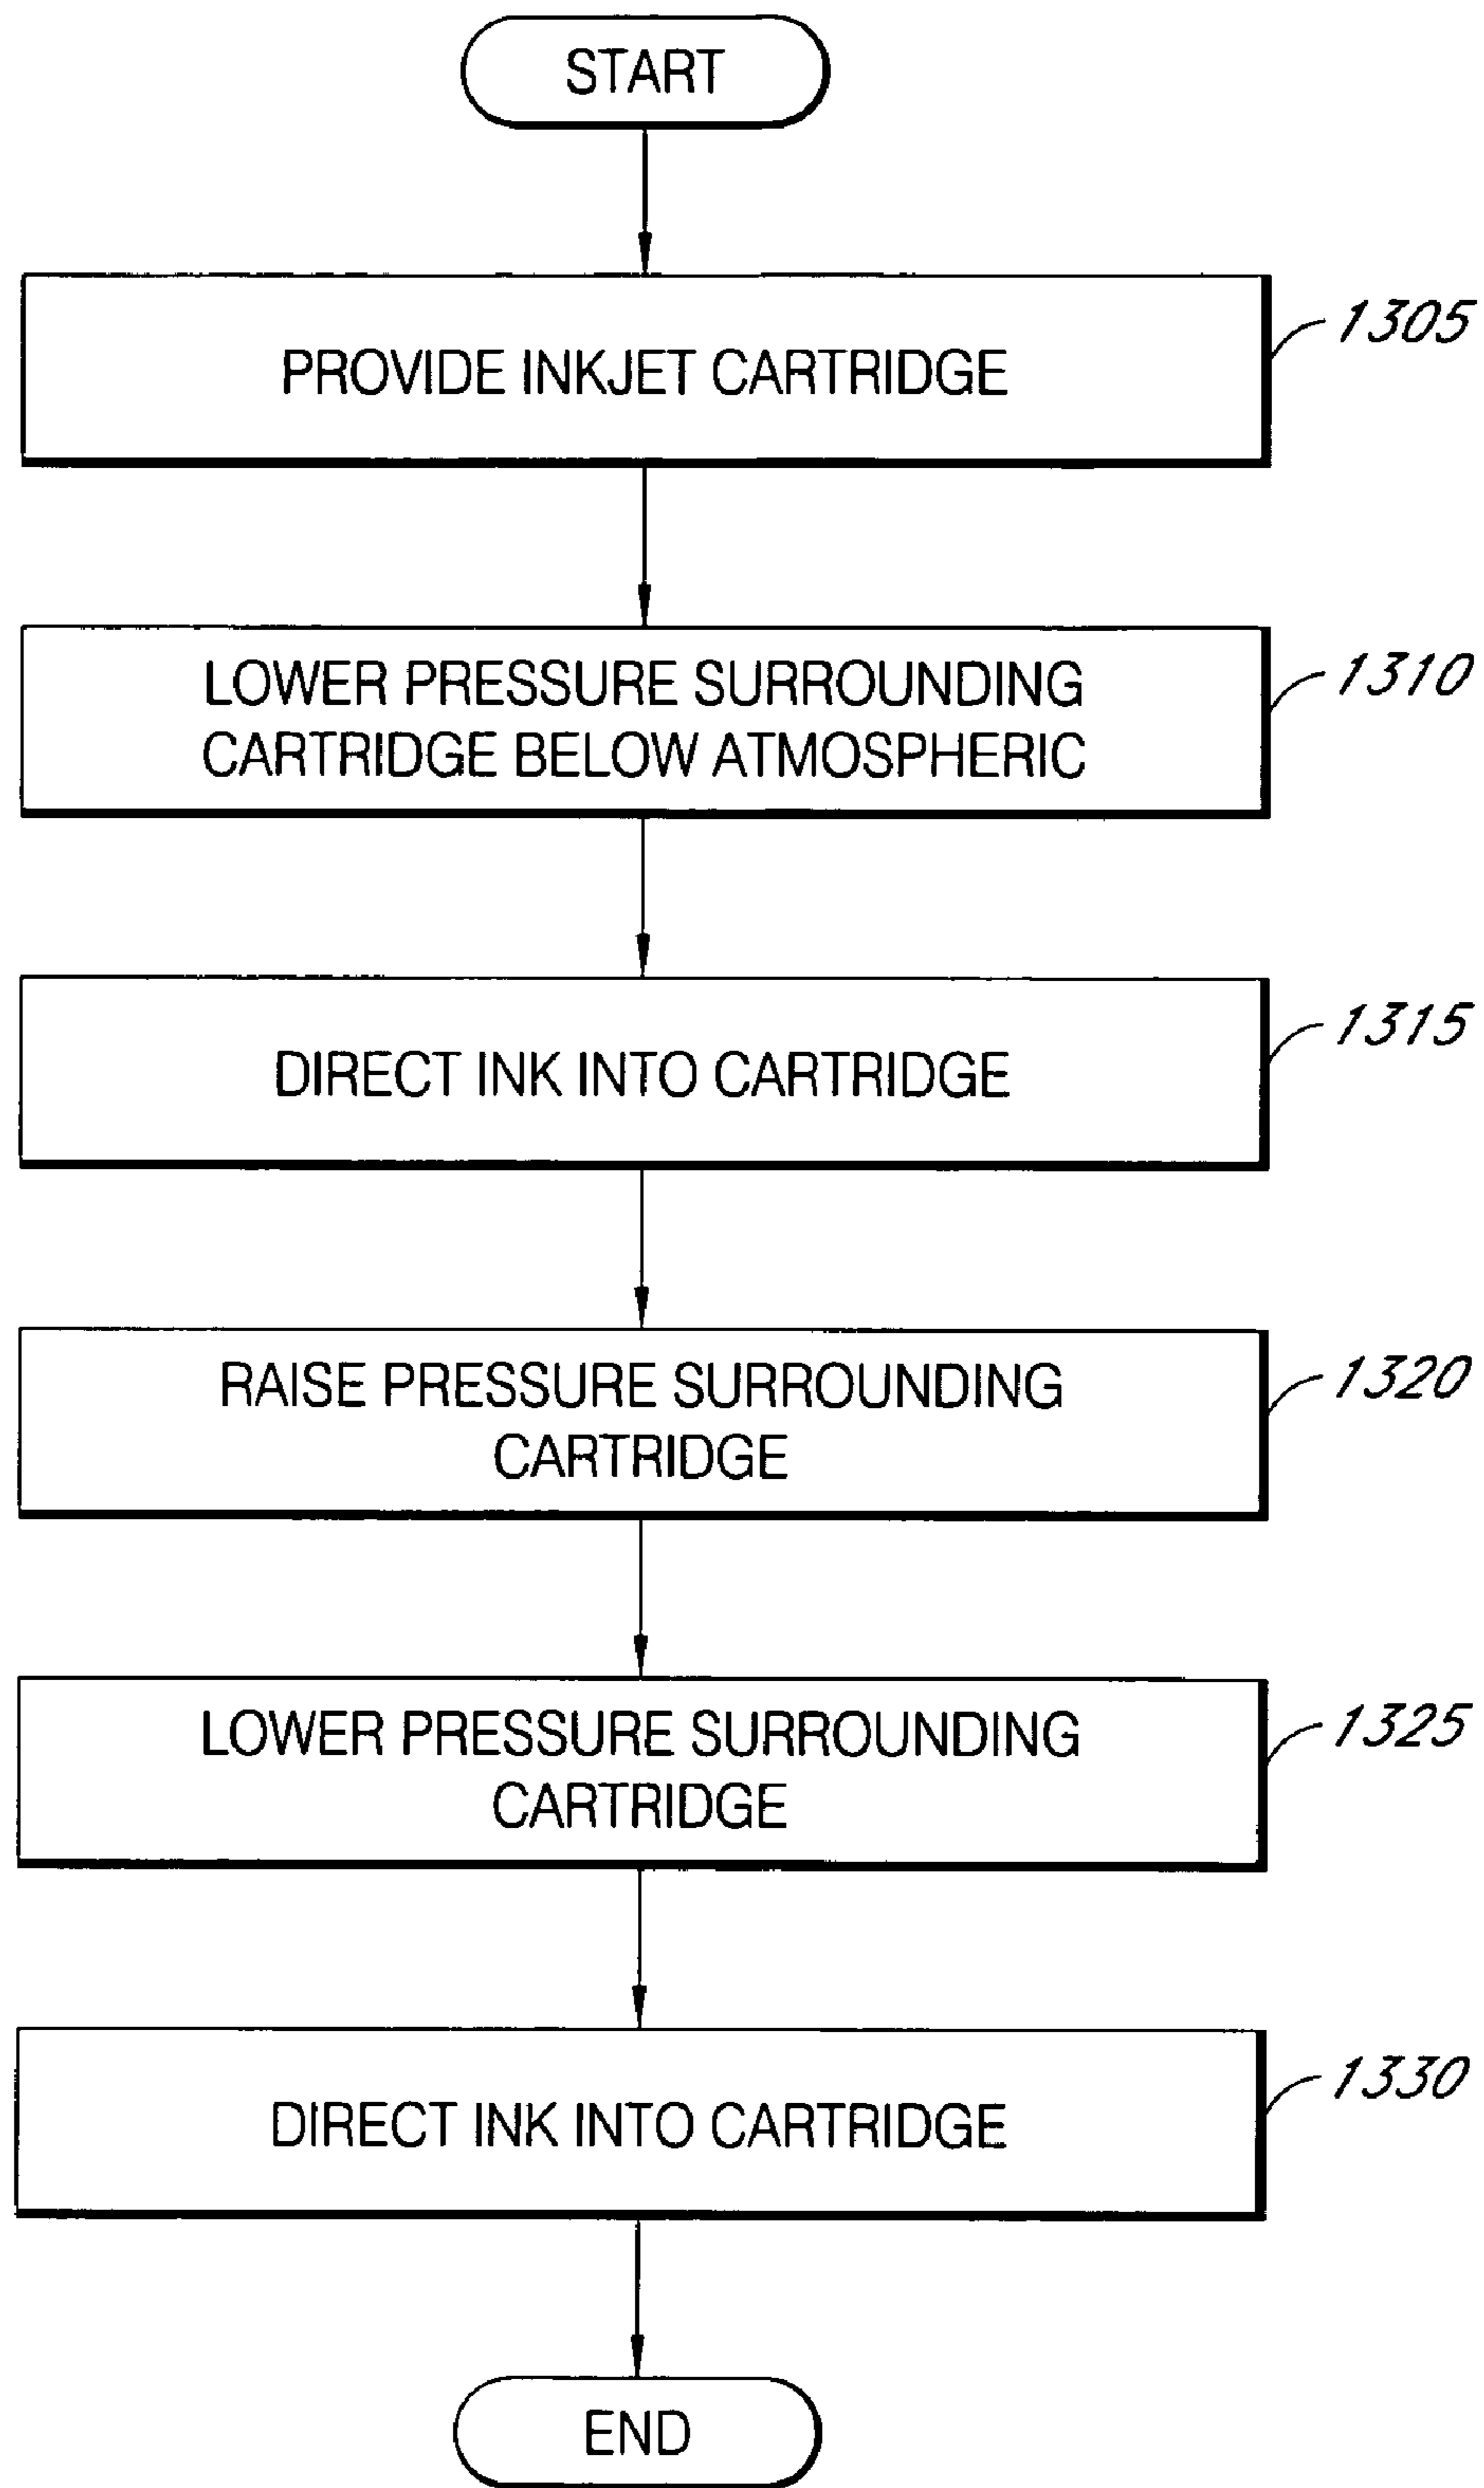 START
PROVIDE INKJET CARTRIDGE
1305
LOWER PRESSURE SURROUNDING
CARTRIDGE BELOW ATMOSPHERIC
1310
DIRECT INK INTO CARTRIDGE
1315
RAISE PRESSURE SURROUNDING
CARTRIDGE
1320
LOWER PRESSURE SURROUNDING
CARTRIDGE
1325
DIRECT INK INTO CARTRIDGE
1330
END